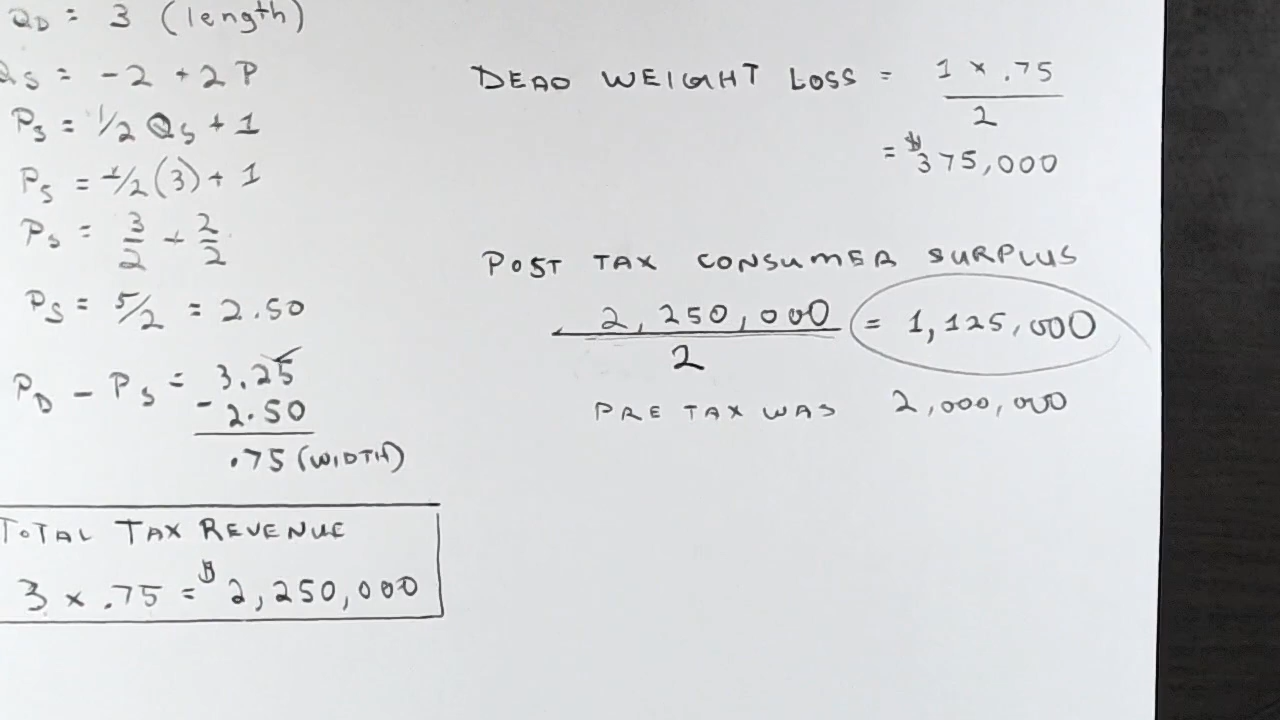 QD = 3 (length)
QS = -2 + 2P
PS = 1/2 QS + 1
PS = 1/2 (3) + 1
PS = 3/2 + 2/2
PS = 5/2 = 2.50
PD - PS = 3.25
- 2.50
.75 (WIDTH)
TOTAL TAX REVENUE
3 x .75 = $2,250,000
DEAD WEIGHT LOSS = 1 x .75
2
= $375,000
POST TAX CONSUMER SURPLUS
2,250,000 = 1,125,000
2
PRE TAX WAS 2,000,000